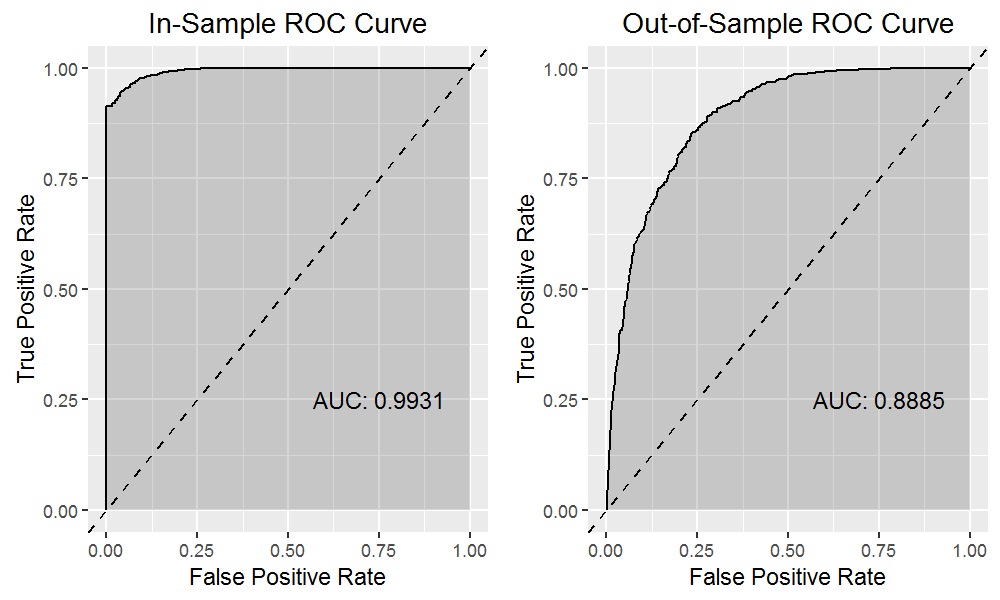 In-Sample ROC Curve
True Positive Rate
1.00
0.75
0.50
0.25
0.00
AUC: 0.9931
0.00 0.25 0.50 0.75 1.00
False Positive Rate
Out-of-Sample ROC Curve
True Positive Rate
1.00
0.75
0.50
0.25
0.00
AUC: 0.8885
0.00 0.25 0.50 0.75 1.00
False Positive Rate